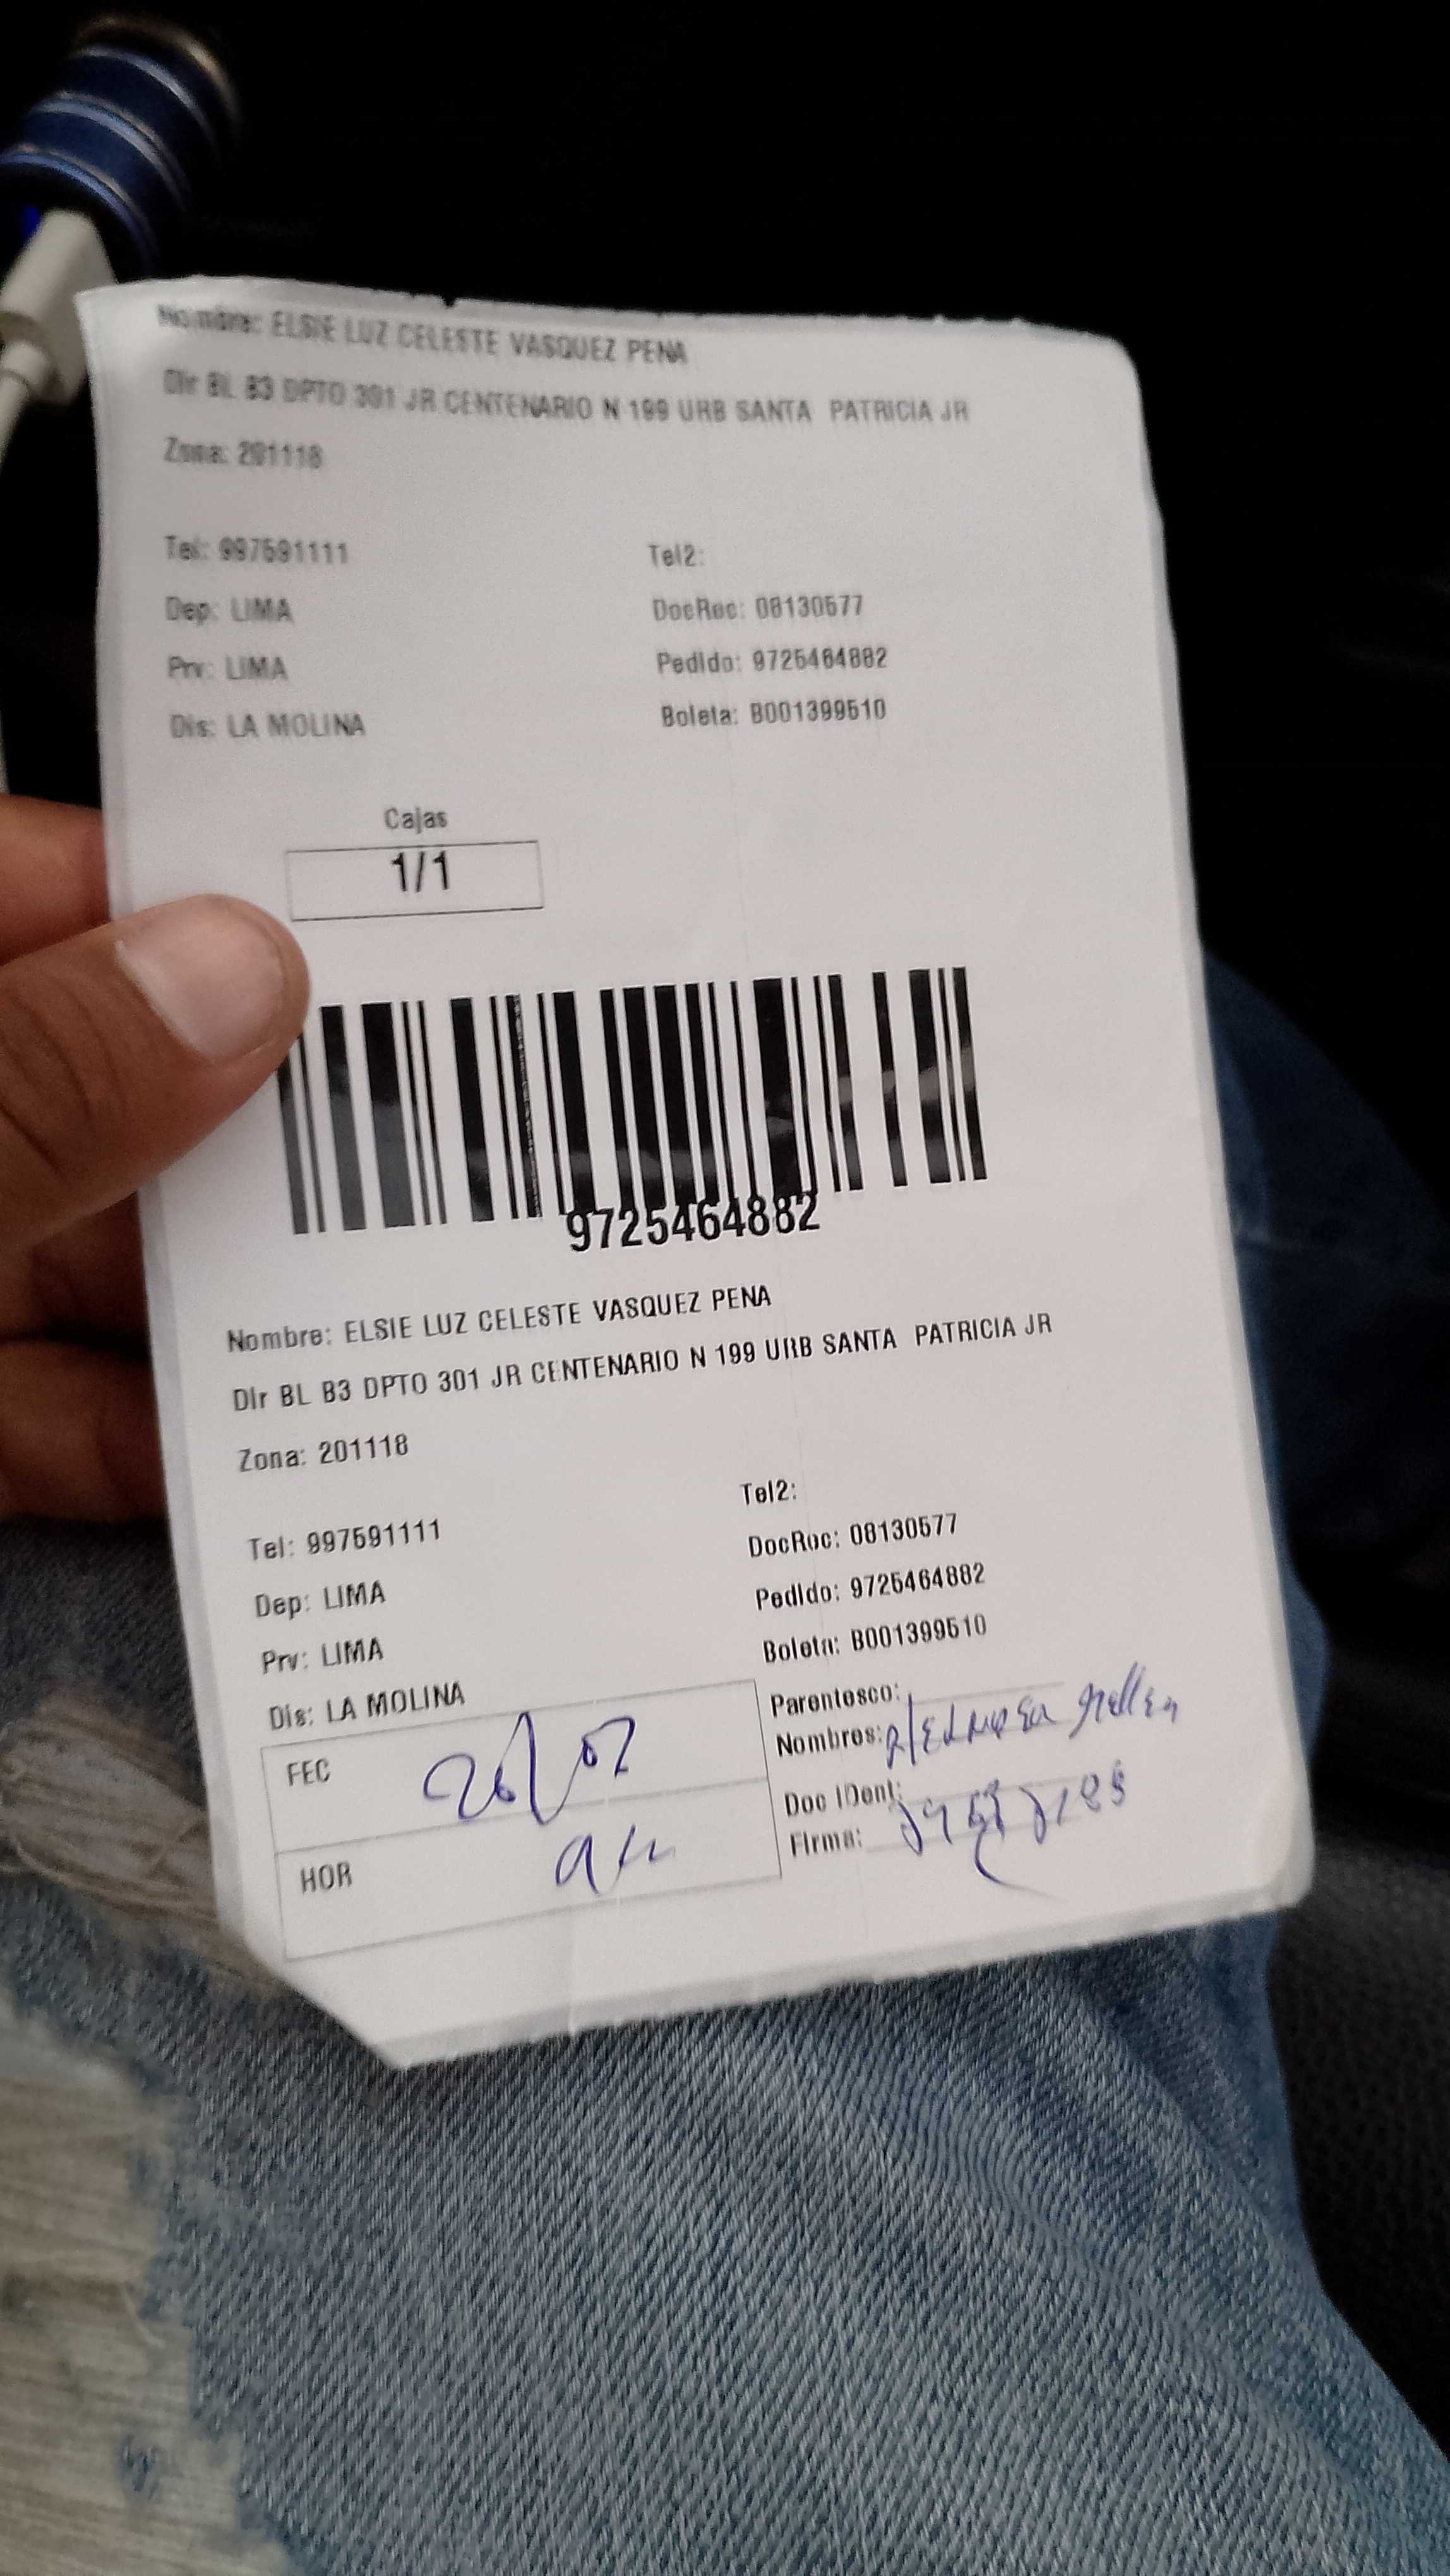 Nombre: ELSIE LUZ CELESTE VASQUEZ PENA
Dir BL B3 DPTO 301 JR CENTENARIO N 199 URB SANTA PATRICIA JR
Zona: 201118
Tel: 997591111 Tel2:
Dep: LIMA DocRec: 08130577
Prv: LIMA Pedido: 9725464882
Dis: LA MOLINA Boleta: B001399510
Cajas
1/1
9725464882
Nombre: ELSIE LUZ CELESTE VASQUEZ PENA
Dir BL B3 DPTO 301 JR CENTENARIO N 199 URB SANTA PATRICIA JR
Zona: 201118
Tel: 997591111 Tel2:
Dep: LIMA DocRec: 08130577
Prv: LIMA Pedido: 9725464882
Dis: LA MOLINA Boleta: B001399510
FEC 26/02 Parentesco:
Nombres:
Doc IDent:
HOR Firma: